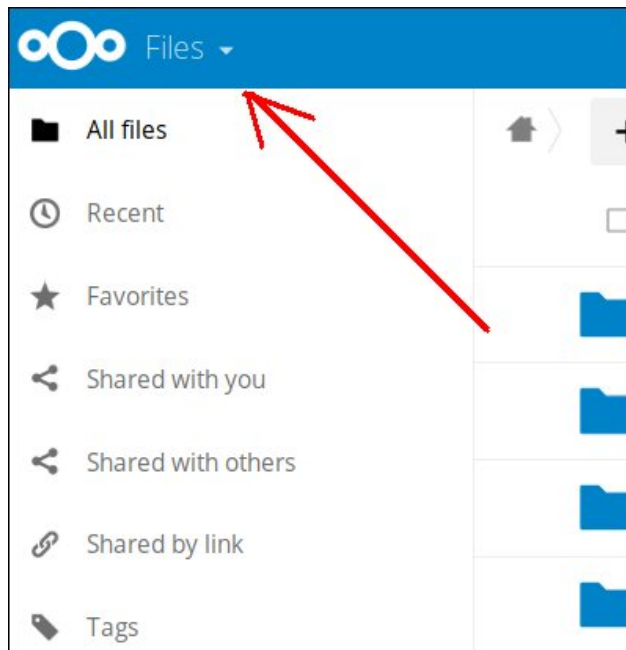 Files
All files
Recent
Favorites
Shared with you
Shared with others
Shared by link
Tags